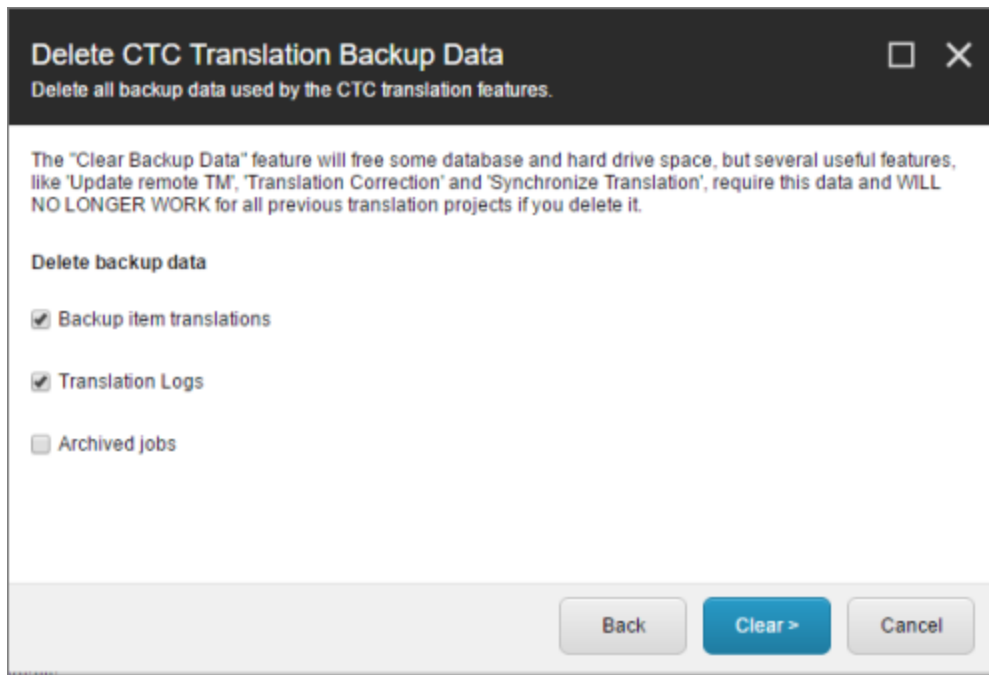 Delete CTC Translation Backup Data
Delete all backup data used by the CTC translation features.
The "Clear Backup Data" feature will free some database and hard drive space, but several useful features,
like 'Update remote TM', 'Translation Correction' and 'Synchronize Translation', require this data and WILL
NO LONGER WORK for all previous translation projects if you delete it.
Delete backup data
Backup item translations
Translation Logs
Archived jobs
Back
Clear >
Cancel